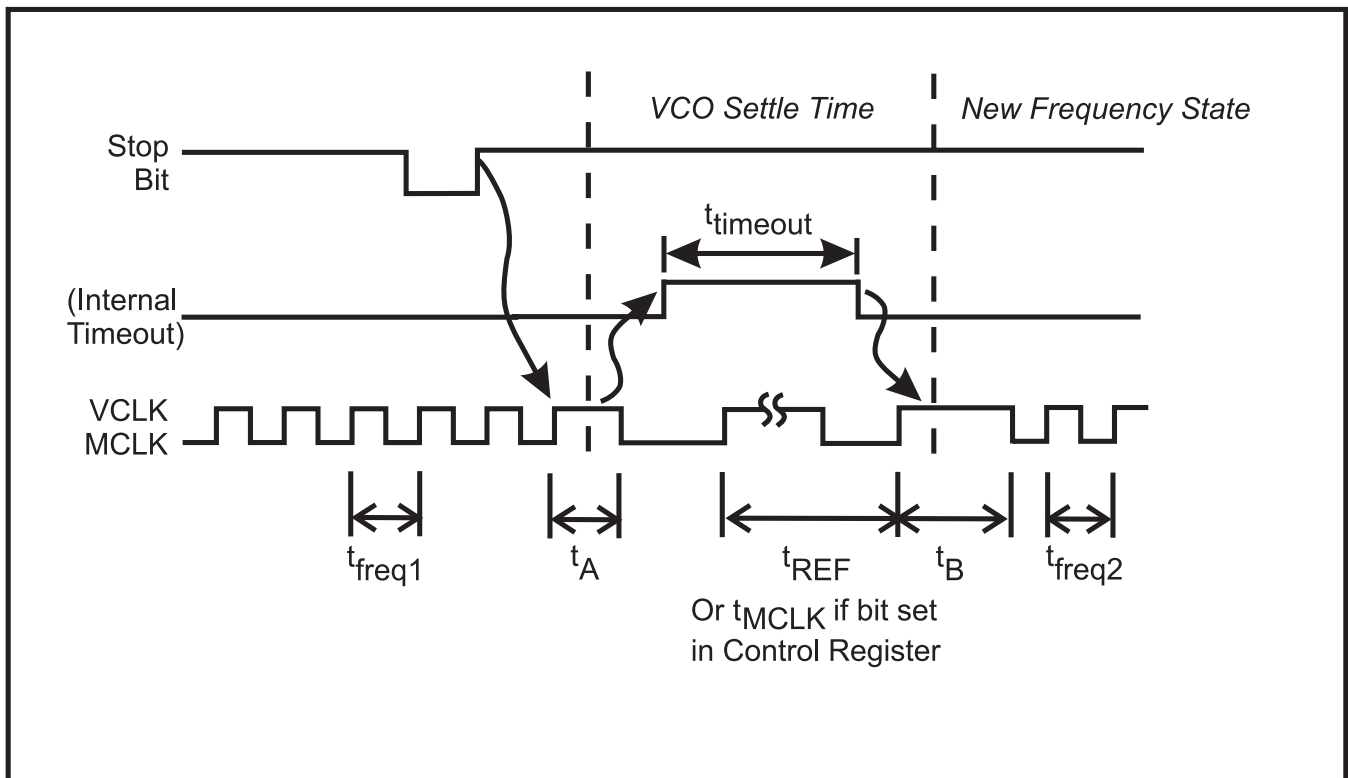 VCO Settle Time
New Frequency State
Stop
Bit
ttimeout
(Internal
Timeout)
VCLK
MCLK
tfreq1
tA
tREF
tB
tfreq2
Or tMCLK if bit set
in Control Register